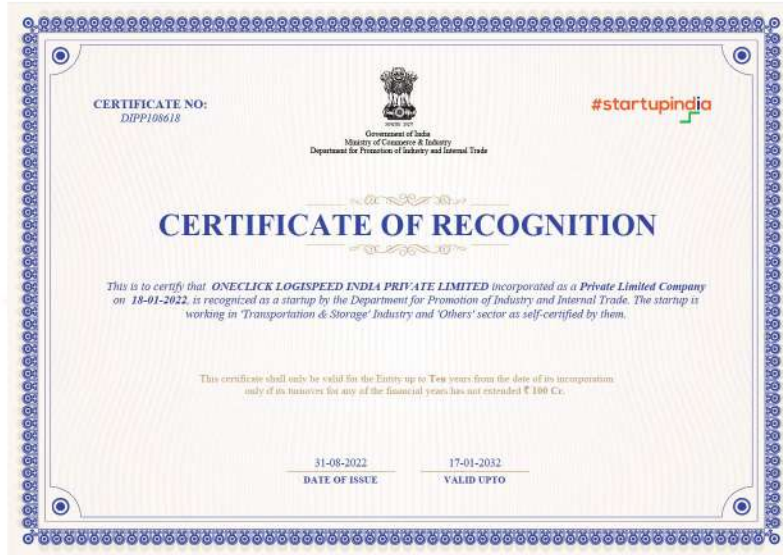 CERTIFICATE NO:
DIPP108618
#startupindia
Government of India
Ministry of Commerce & Industry
Department for Promotion of Industry and Internal Trade
CERTIFICATE OF RECOGNITION
This is to certify that ONECLICK LOGISPEED INDIA PRIVATE LIMITED incorporated as a Private Limited Company
on 18-01-2022, is recognized as a startup by the Department for Promotion of Industry and Internal Trade. The startup is
working in 'Transportation & Storage' Industry and 'Others' sector as self-certified by them.
This certificate shall only be valid for the Entity up to Ten years from the date of its incorporation
only if its turnover for any of the financial years has not extended ₹ 100 Cr.
31-08-2022
DATE OF ISSUE
17-01-2032
VALID UPTO